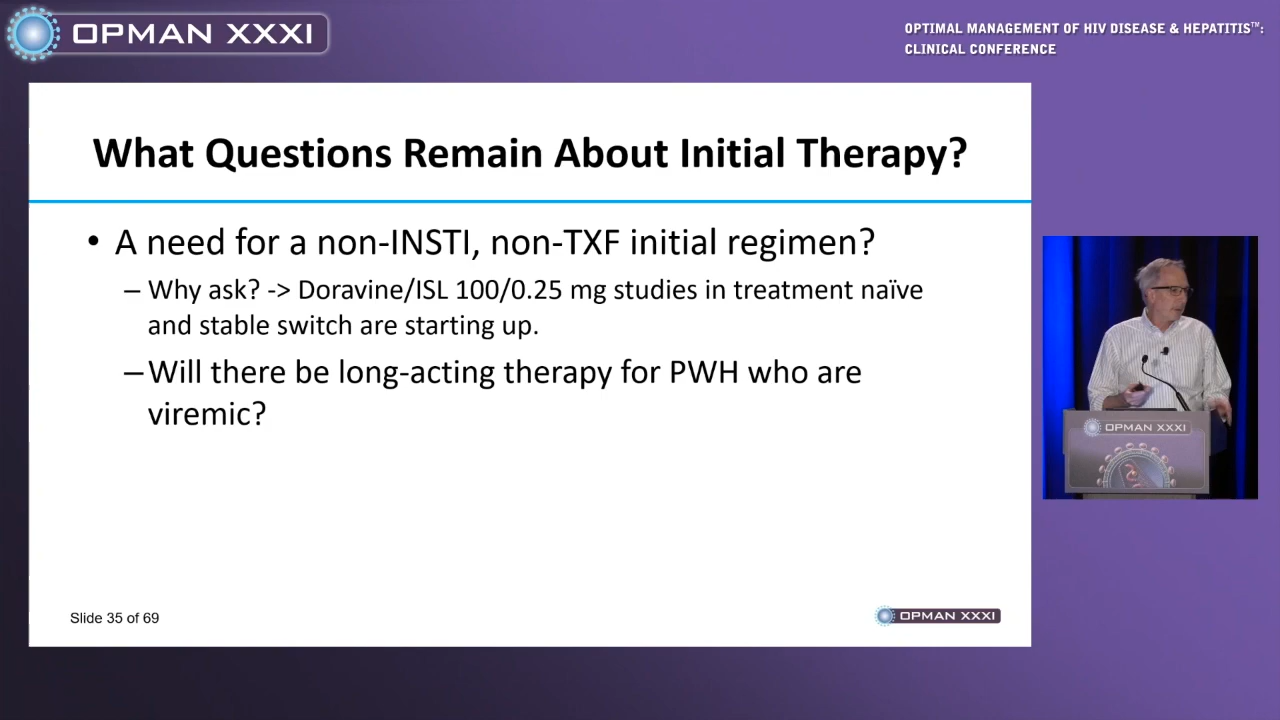 OPMAN XXXI
OPTIMAL MANAGEMENT OF HIV DISEASE & HEPATITIS™:
CLINICAL CONFERENCE
What Questions Remain About Initial Therapy?
• A need for a non-INSTI, non-TXF initial regimen?
– Why ask? -> Doravine/ISL 100/0.25 mg studies in treatment naïve
and stable switch are starting up.
– Will there be long-acting therapy for PWH who are
viremic?
Slide 35 of 69
OPMAN XXXI
OPMAN XXXI